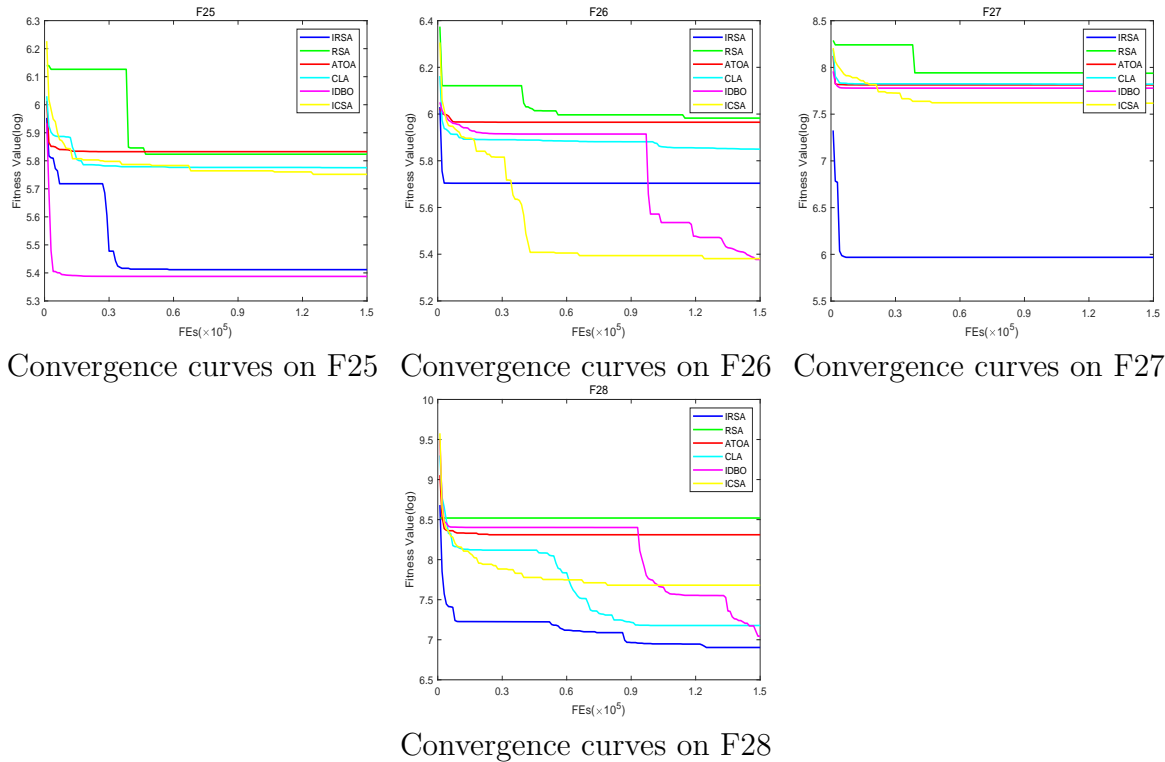 F25
6.3
6.2
6.1
6
5.9
5.8
5.7
5.6
5.5
5.4
5.3
Fitness Value(log)
0 0.3 0.6 0.9 1.2 1.5
FEs(×10^5)
IRSA
RSA
ATOA
CLA
IDBO
ICSA
Convergence curves on F25
F26
6.4
6.2
6
5.8
5.6
5.4
5.2
Fitness Value(log)
0 0.3 0.6 0.9 1.2 1.5
FEs(×10^5)
IRSA
RSA
ATOA
CLA
IDBO
ICSA
Convergence curves on F26
F27
8.5
8
7.5
7
6.5
6
5.5
Fitness Value(log)
0 0.3 0.6 0.9 1.2 1.5
FEs(×10^5)
IRSA
RSA
ATOA
CLA
IDBO
ICSA
Convergence curves on F27
F28
10
9.5
9
8.5
8
7.5
7
6.5
Fitness Value(log)
0 0.3 0.6 0.9 1.2 1.5
FEs(×10^5)
IRSA
RSA
ATOA
CLA
IDBO
ICSA
Convergence curves on F28